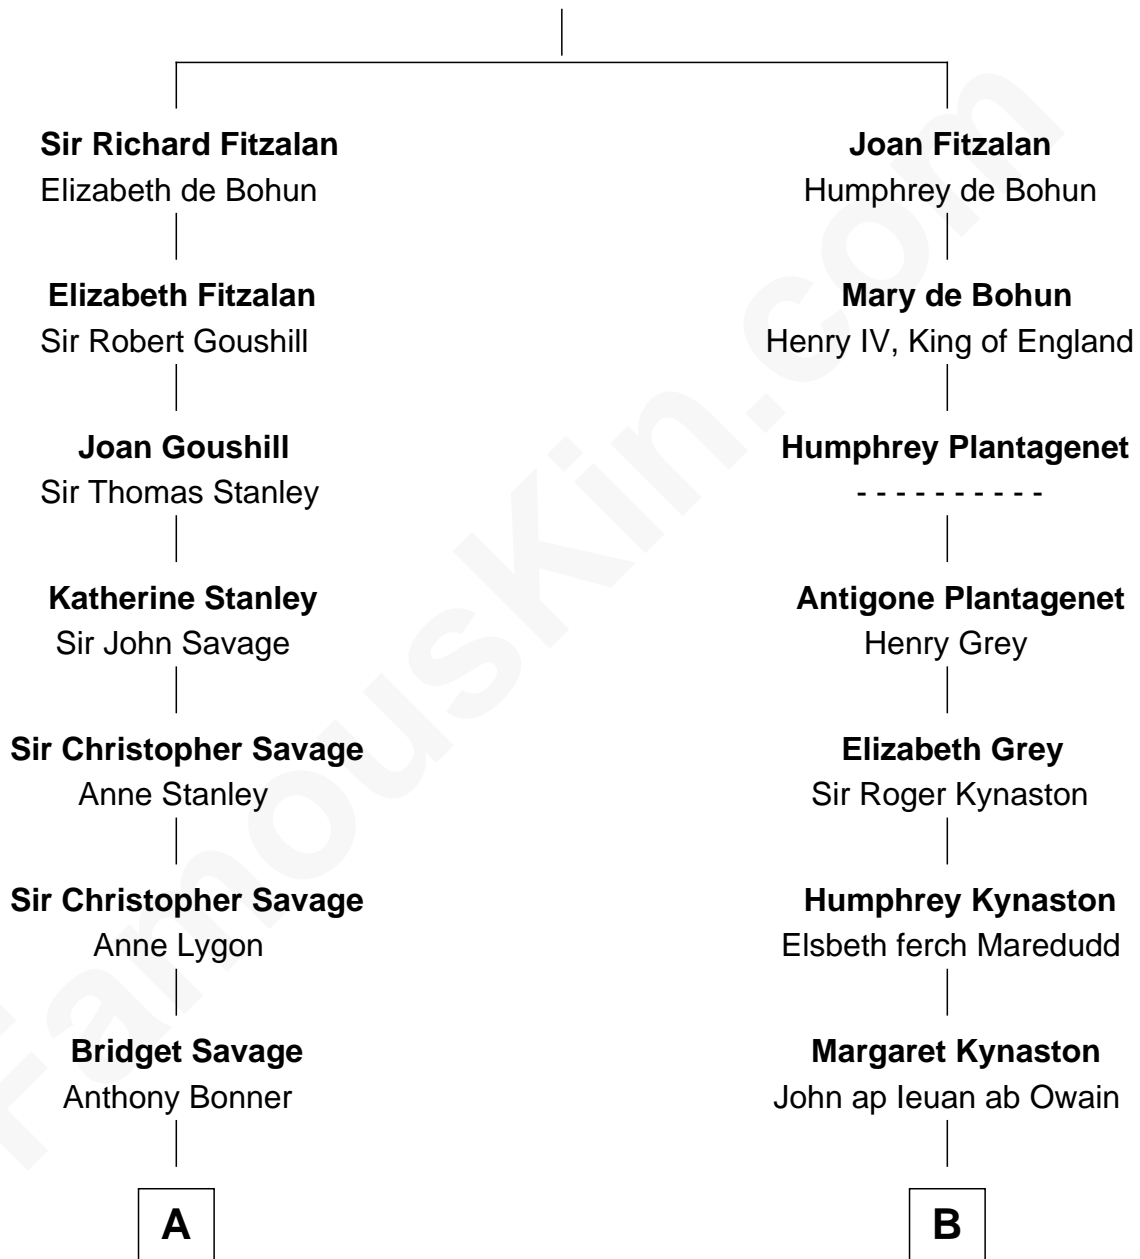 Sir Richard Fitzalan
Elizabeth de Bohun
Joan Fitzalan
Humphrey de Bohun
Elizabeth Fitzalan
Sir Robert Goushill
Mary de Bohun
Henry IV, King of England
Joan Goushill
Sir Thomas Stanley
Humphrey Plantagenet
- - - - - - - - - -
Katherine Stanley
Sir John Savage
Antigone Plantagenet
Henry Grey
Sir Christopher Savage
Anne Stanley
Elizabeth Grey
Sir Roger Kynaston
Sir Christopher Savage
Anne Lygon
Humphrey Kynaston
Elsbeth ferch Maredudd
Bridget Savage
Anthony Bonner
Margaret Kynaston
John ap Ieuan ab Owain
A
B
FamousKin.com